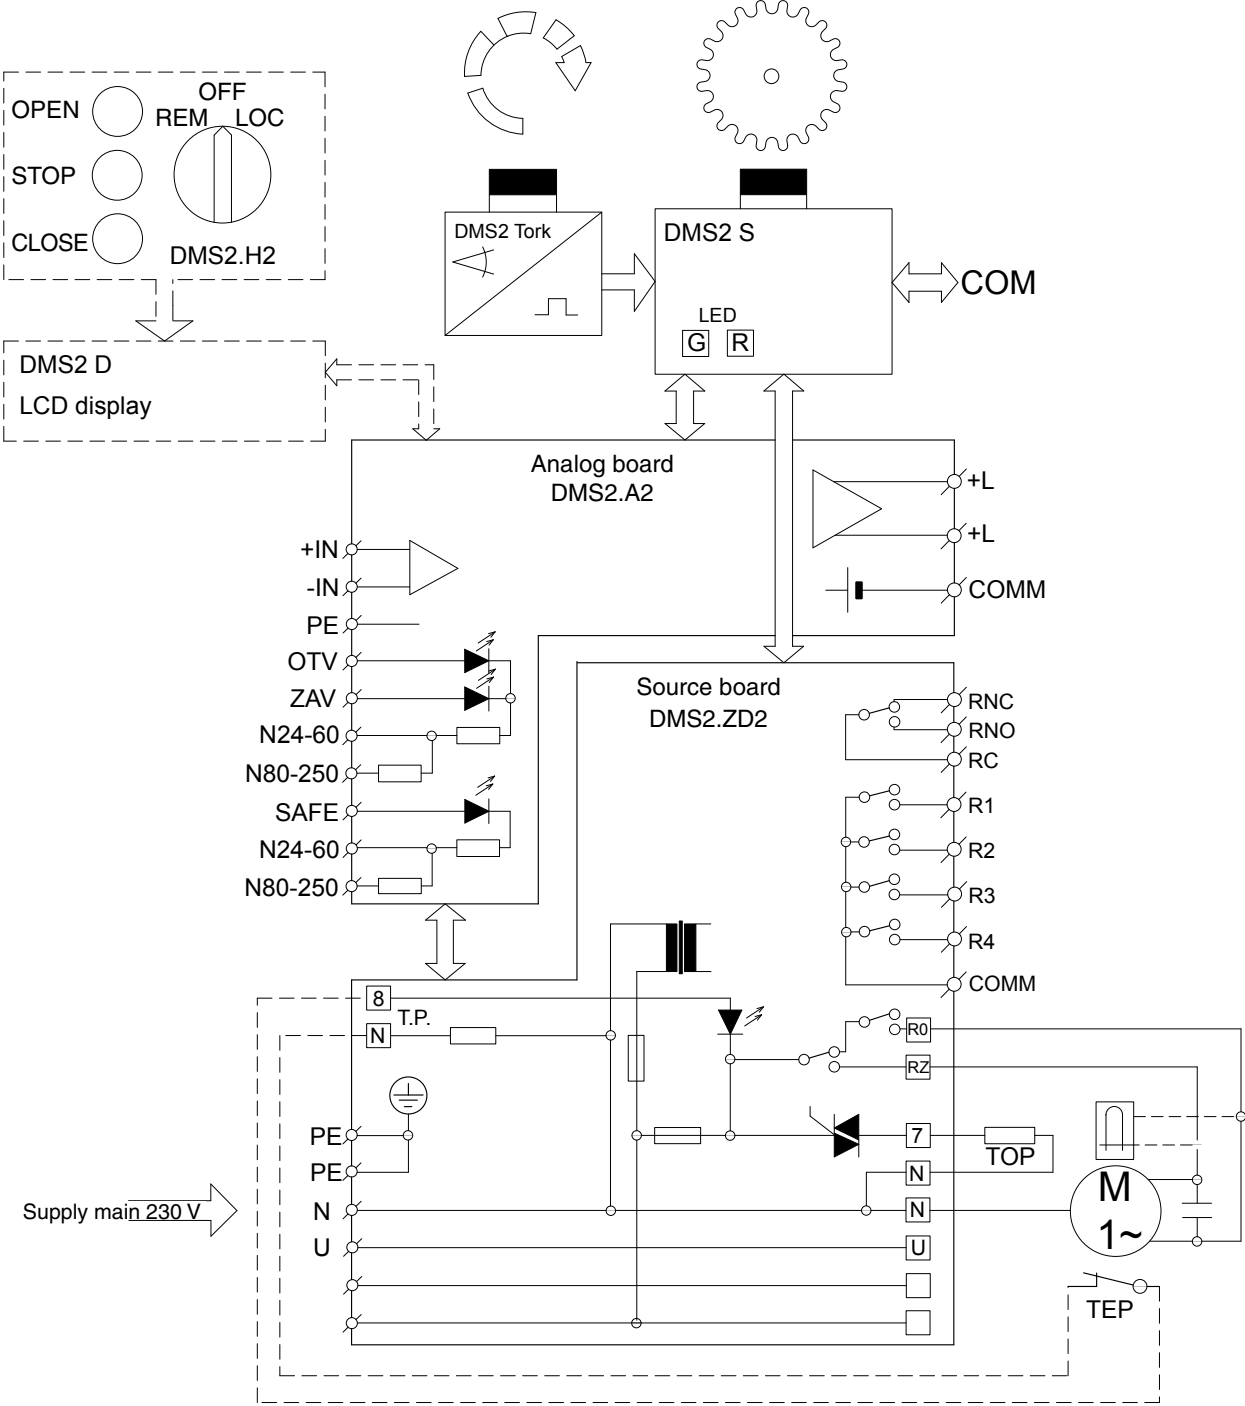 OFF
REM LOC
OPEN
STOP
CLOSE
DMS2.H2
DMS2 D
LCD display
DMS2 Tork
DMS2 S
LED
G R
COM
Analog board
DMS2.A2
+L
+L
COMM
+IN
-IN
PE
OTV
ZAV
N24-60
N80-250
SAFE
N24-60
N80-250
Source board
DMS2.ZD2
RNC
RNO
RC
R1
R2
R3
R4
COMM
8
T.P.
N
R0
RZ
7
TOP
N
N
U
PE
PE
N
U
Supply main 230 V
M
1~
TEP